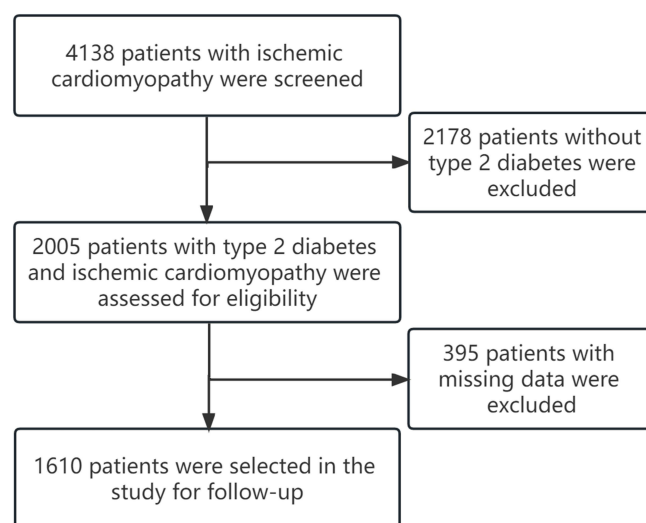 4138 patients with ischemic
cardiomyopathy were screened
2178 patients without
type 2 diabetes were
excluded
2005 patients with type 2 diabetes
and ischemic cardiomyopathy were
assessed for eligibility
395 patients with
missing data were
excluded
1610 patients were selected in the
study for follow-up